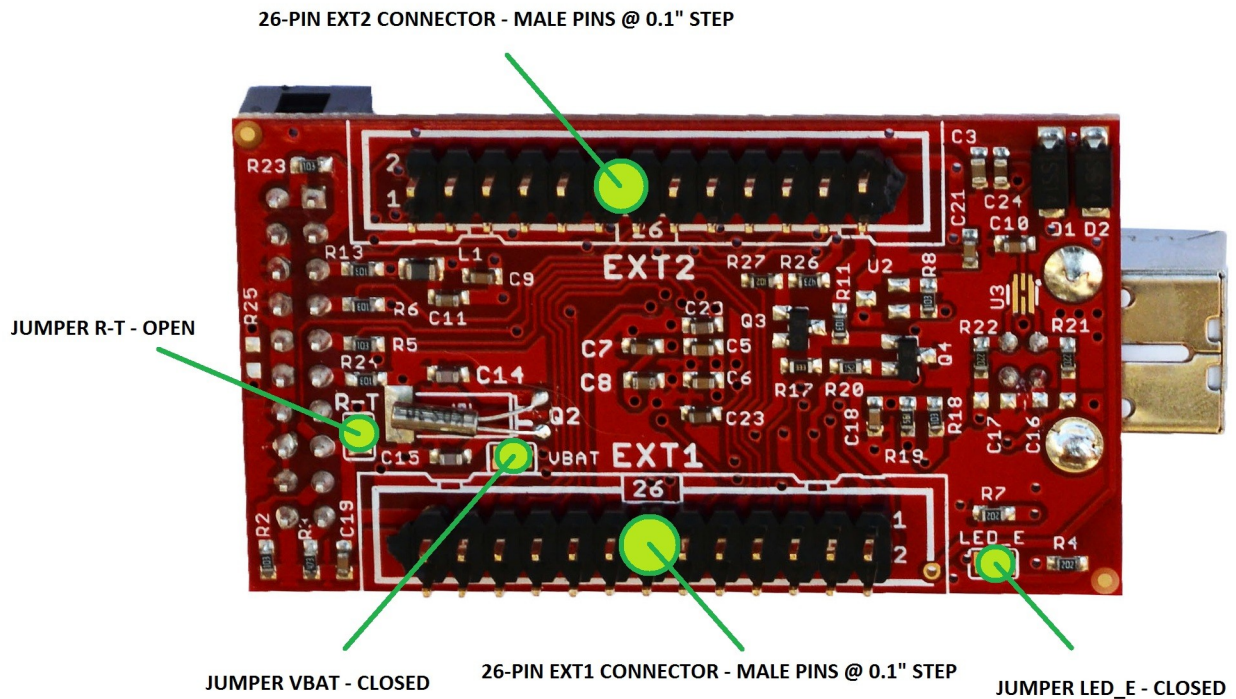 26-PIN EXT2 CONNECTOR - MALE PINS @ 0.1" STEP
C3
R23
2
1
C24
C21
C10
D1 D2
26
R13
L1
EXT2
C9
R27 R26
U2
R8
R11
U3
R25
R6
C11
C20
Q3
R22
R21
JUMPER R-T - OPEN
R5
C7
C5
Q4
R24
C14
C8
C6
R17 R20
R-T
Q2
C23
C18
R18
C17
C16
C15
VBAT
EXT1
R19
26
1
R7
R2
C19
LED_E
2
R4
JUMPER VBAT - CLOSED
26-PIN EXT1 CONNECTOR - MALE PINS @ 0.1" STEP
JUMPER LED_E - CLOSED